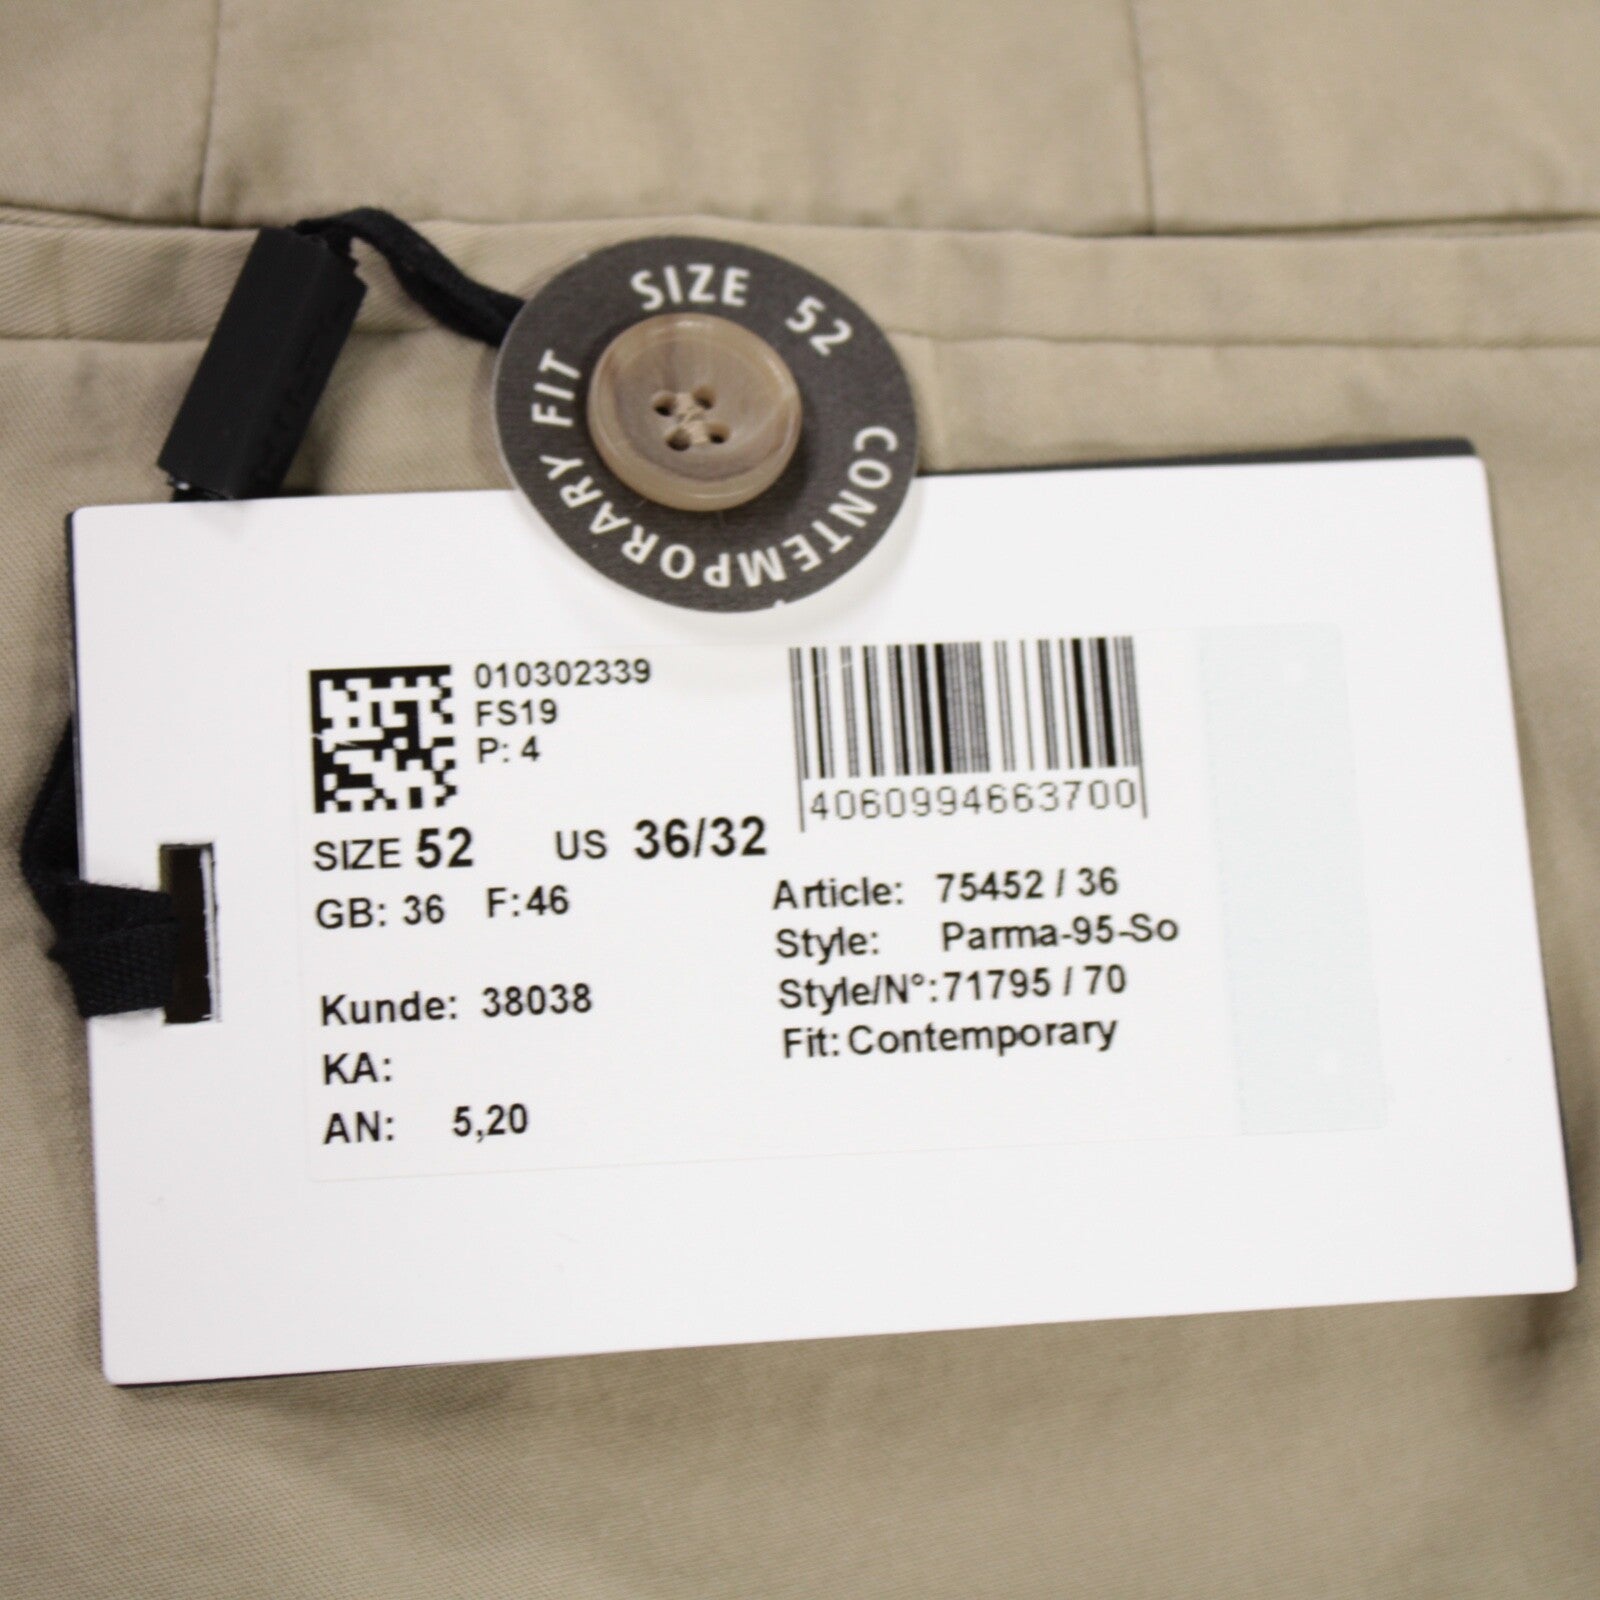 SIZE 52
CONTEMPORARY FIT
010302339
FS19
P: 4
4060994663700
SIZE 52 US 36/32
GB: 36 F:46
Article: 75452 / 36
Style: Parma-95-So
Style/N°:71795 / 70
Fit: Contemporary
Kunde: 38038
KA:
AN: 5,20